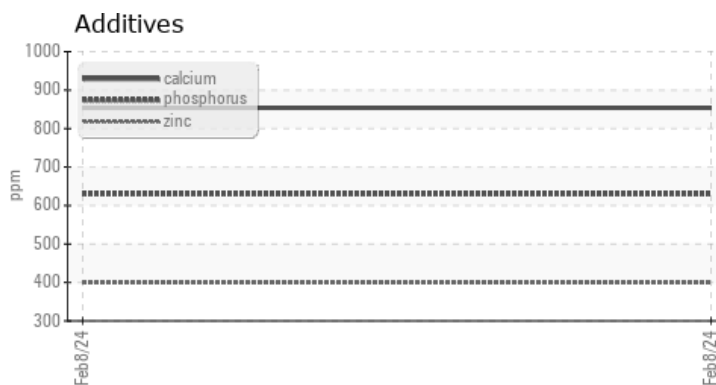 Additives
1000
900
800
700
600
500
400
300
ppm
calcium
phosphorus
zinc
Feb8/24
Feb8/24